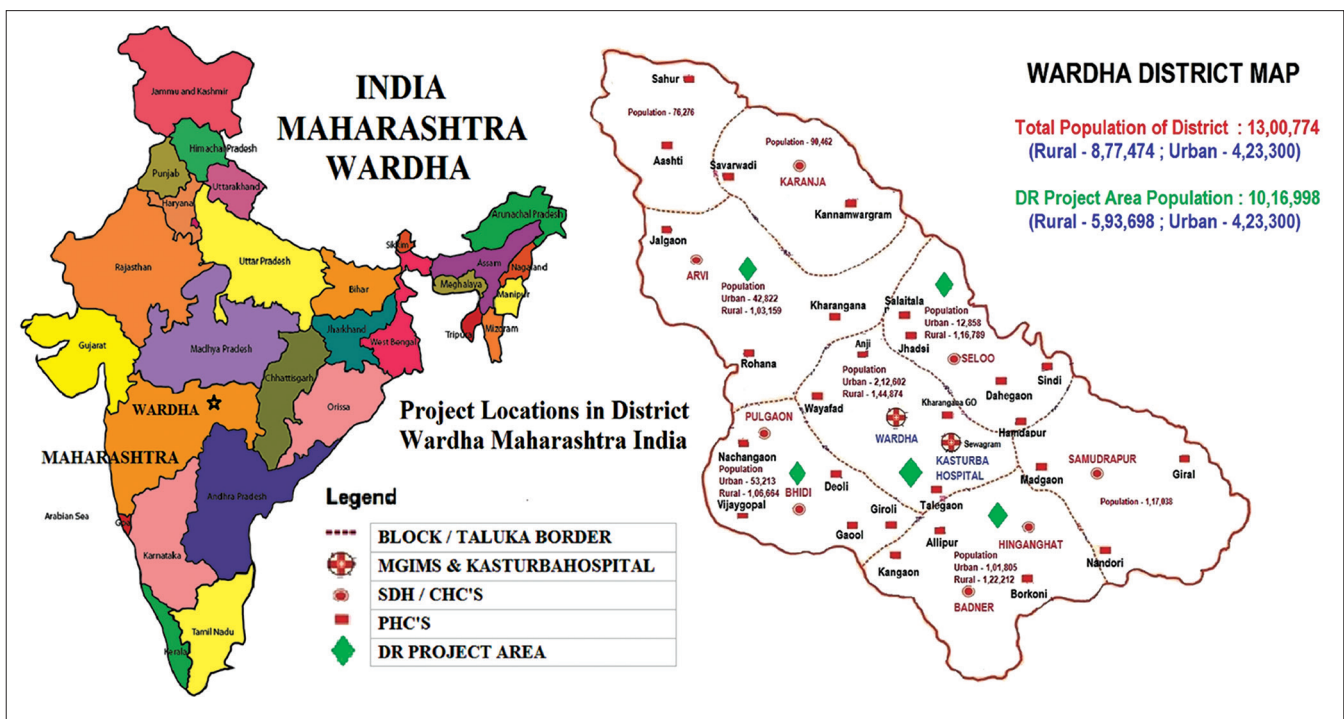 INDIA
MAHARASHTRA
WARDHA
Jammu and Kashmir
Himachal Pradesh
Punjab
Uttarakhand
Haryana
Arunachal Pradesh
Sikkim
Rajasthan
Uttar Pradesh
Assam
Nagaland
Bihar
Meghalaya
Manipur
Jharkhand
Tripura
Mizoram
West Bengal
Gujarat
Madhya Pradesh
Chhattisgarh
Orissa
WARDHA
MAHARASHTRA
Andhra Pradesh
Arabian Sea
Goa
Karnataka
Tamil Nadu
Kerala
Project Locations in District
Wardha Maharashtra India
Legend
BLOCK / TALUKA BORDER
MGIMS & KASTURBAHOSPITAL
SDH / CHC'S
PHC'S
DR PROJECT AREA
WARDHA DISTRICT MAP
Total Population of District : 13,00,774
(Rural - 8,77,474 ; Urban - 4,23,300)
DR Project Area Population : 10,16,998
(Rural - 5,93,698 ; Urban - 4,23,300)
Sahur
Population - 76,276
Aashti
Savarwadi
Population - 90,462
KARANJA
Kannamwargram
Jalgaon
ARVI
Population
Urban - 42,822
Rural - 1,03,159
Kharangana
Rohana
Salaitala
Population
Urban - 12,858
Rural - 1,16,789
Jhadsi
SELOO
Sindi
Dahegaon
Anji
Population
Urban - 2,12,602
Rural - 1,44,874
Wayafad
Kharangana GO
Hamdapur
WARDHA
Sewagram
KASTURBA
HOSPITAL
PULGAON
Nachangaon
Population
Urban - 53,213
Rural - 1,06,664
BHIDI
Vijaygopal
Deoli
Giroli
Gaool
Talegaon
Allipur
Kangaon
SAMUDRAPUR
Giral
Madgaon
Population - 1,17,038
HINGANGHAT
Population
Urban - 1,01,805
Rural - 1,22,212
Nandori
Borkoni
BADNER